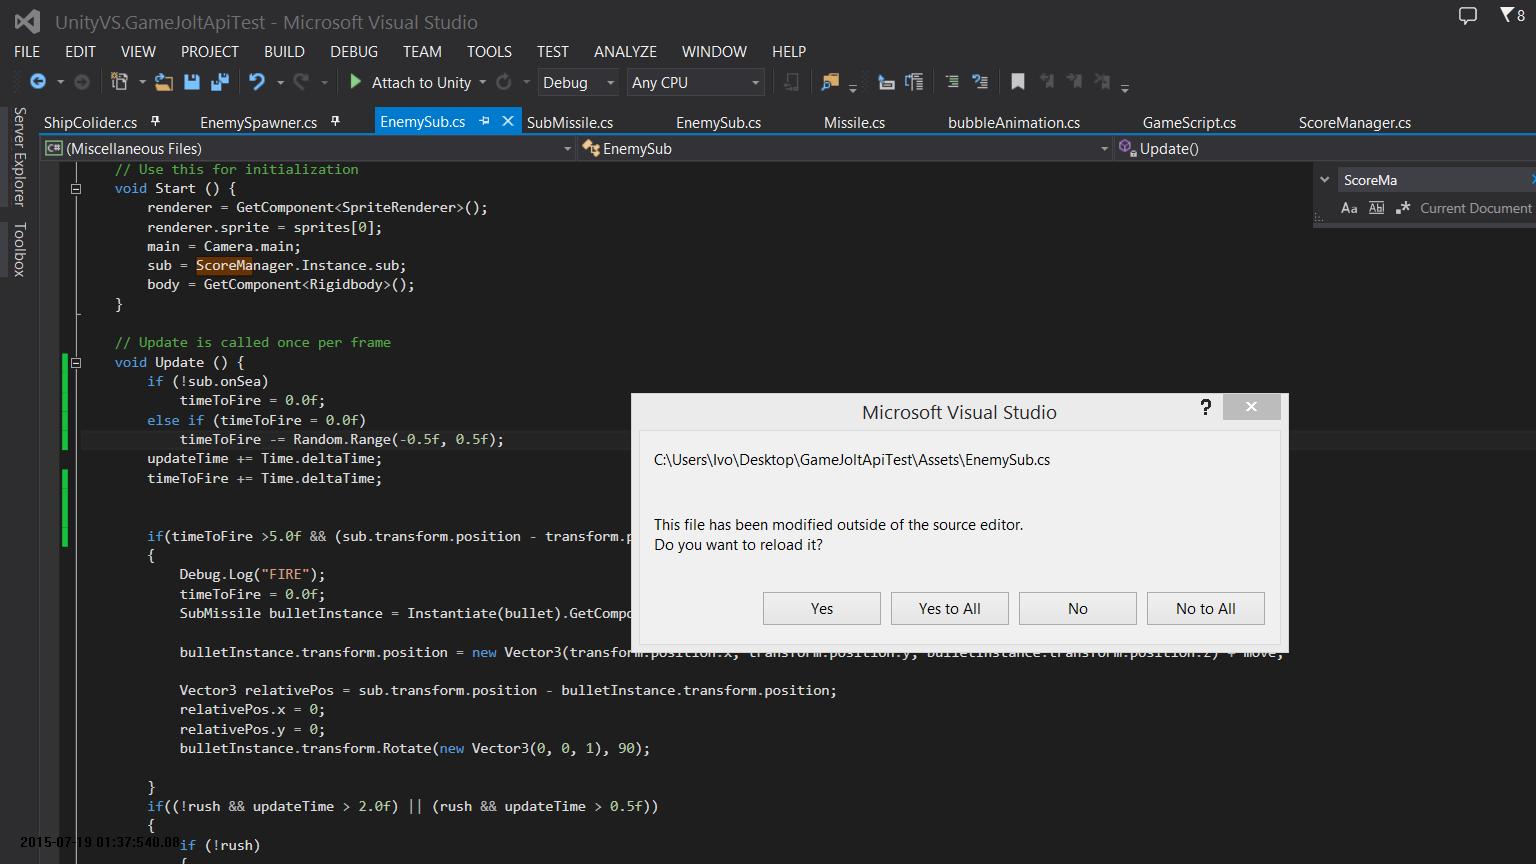 UnityVS.GameJoltApiTest - Microsoft Visual Studio
8
FILE EDIT VIEW PROJECT BUILD DEBUG TEAM TOOLS TEST ANALYZE WINDOW HELP
Attach to Unity Debug Any CPU
Server Explorer
Toolbox
ShipColider.cs EnemySpawner.cs EnemySub.cs SubMissile.cs EnemySub.cs Missile.cs bubbleAnimation.cs GameScript.cs ScoreManager.cs
C# (Miscellaneous Files) EnemySub Update()
ScoreMa
Aa Abl .* Current Document
// Use this for initialization
void Start () {
renderer = GetComponent<SpriteRenderer>();
renderer.sprite = sprites[0];
main = Camera.main;
sub = ScoreManager.Instance.sub;
body = GetComponent<Rigidbody>();
}
// Update is called once per frame
void Update () {
if (!sub.onSea)
timeToFire = 0.0f;
else if (timeToFire = 0.0f)
timeToFire -= Random.Range(-0.5f, 0.5f);
updateTime += Time.deltaTime;
timeToFire += Time.deltaTime;
if(timeToFire >5.0f && (sub.transform.position - transform.p
{
Debug.Log("FIRE");
timeToFire = 0.0f;
SubMissile bulletInstance = Instantiate(bullet).GetCompo
bulletInstance.transform.position = new Vector3(transform.position.x, transform.position.y, bulletInstance.transform.position.z) + move;
Vector3 relativePos = sub.transform.position - bulletInstance.transform.position;
relativePos.x = 0;
relativePos.y = 0;
bulletInstance.transform.Rotate(new Vector3(0, 0, 1), 90);
}
if((!rush && updateTime > 2.0f) || (rush && updateTime > 0.5f))
{
if (!rush)
{
Microsoft Visual Studio
?
C:\Users\Ivo\Desktop\GameJoltApiTest\Assets\EnemySub.cs
This file has been modified outside of the source editor.
Do you want to reload it?
Yes Yes to All No No to All
2015-07-19 01:37:540.08